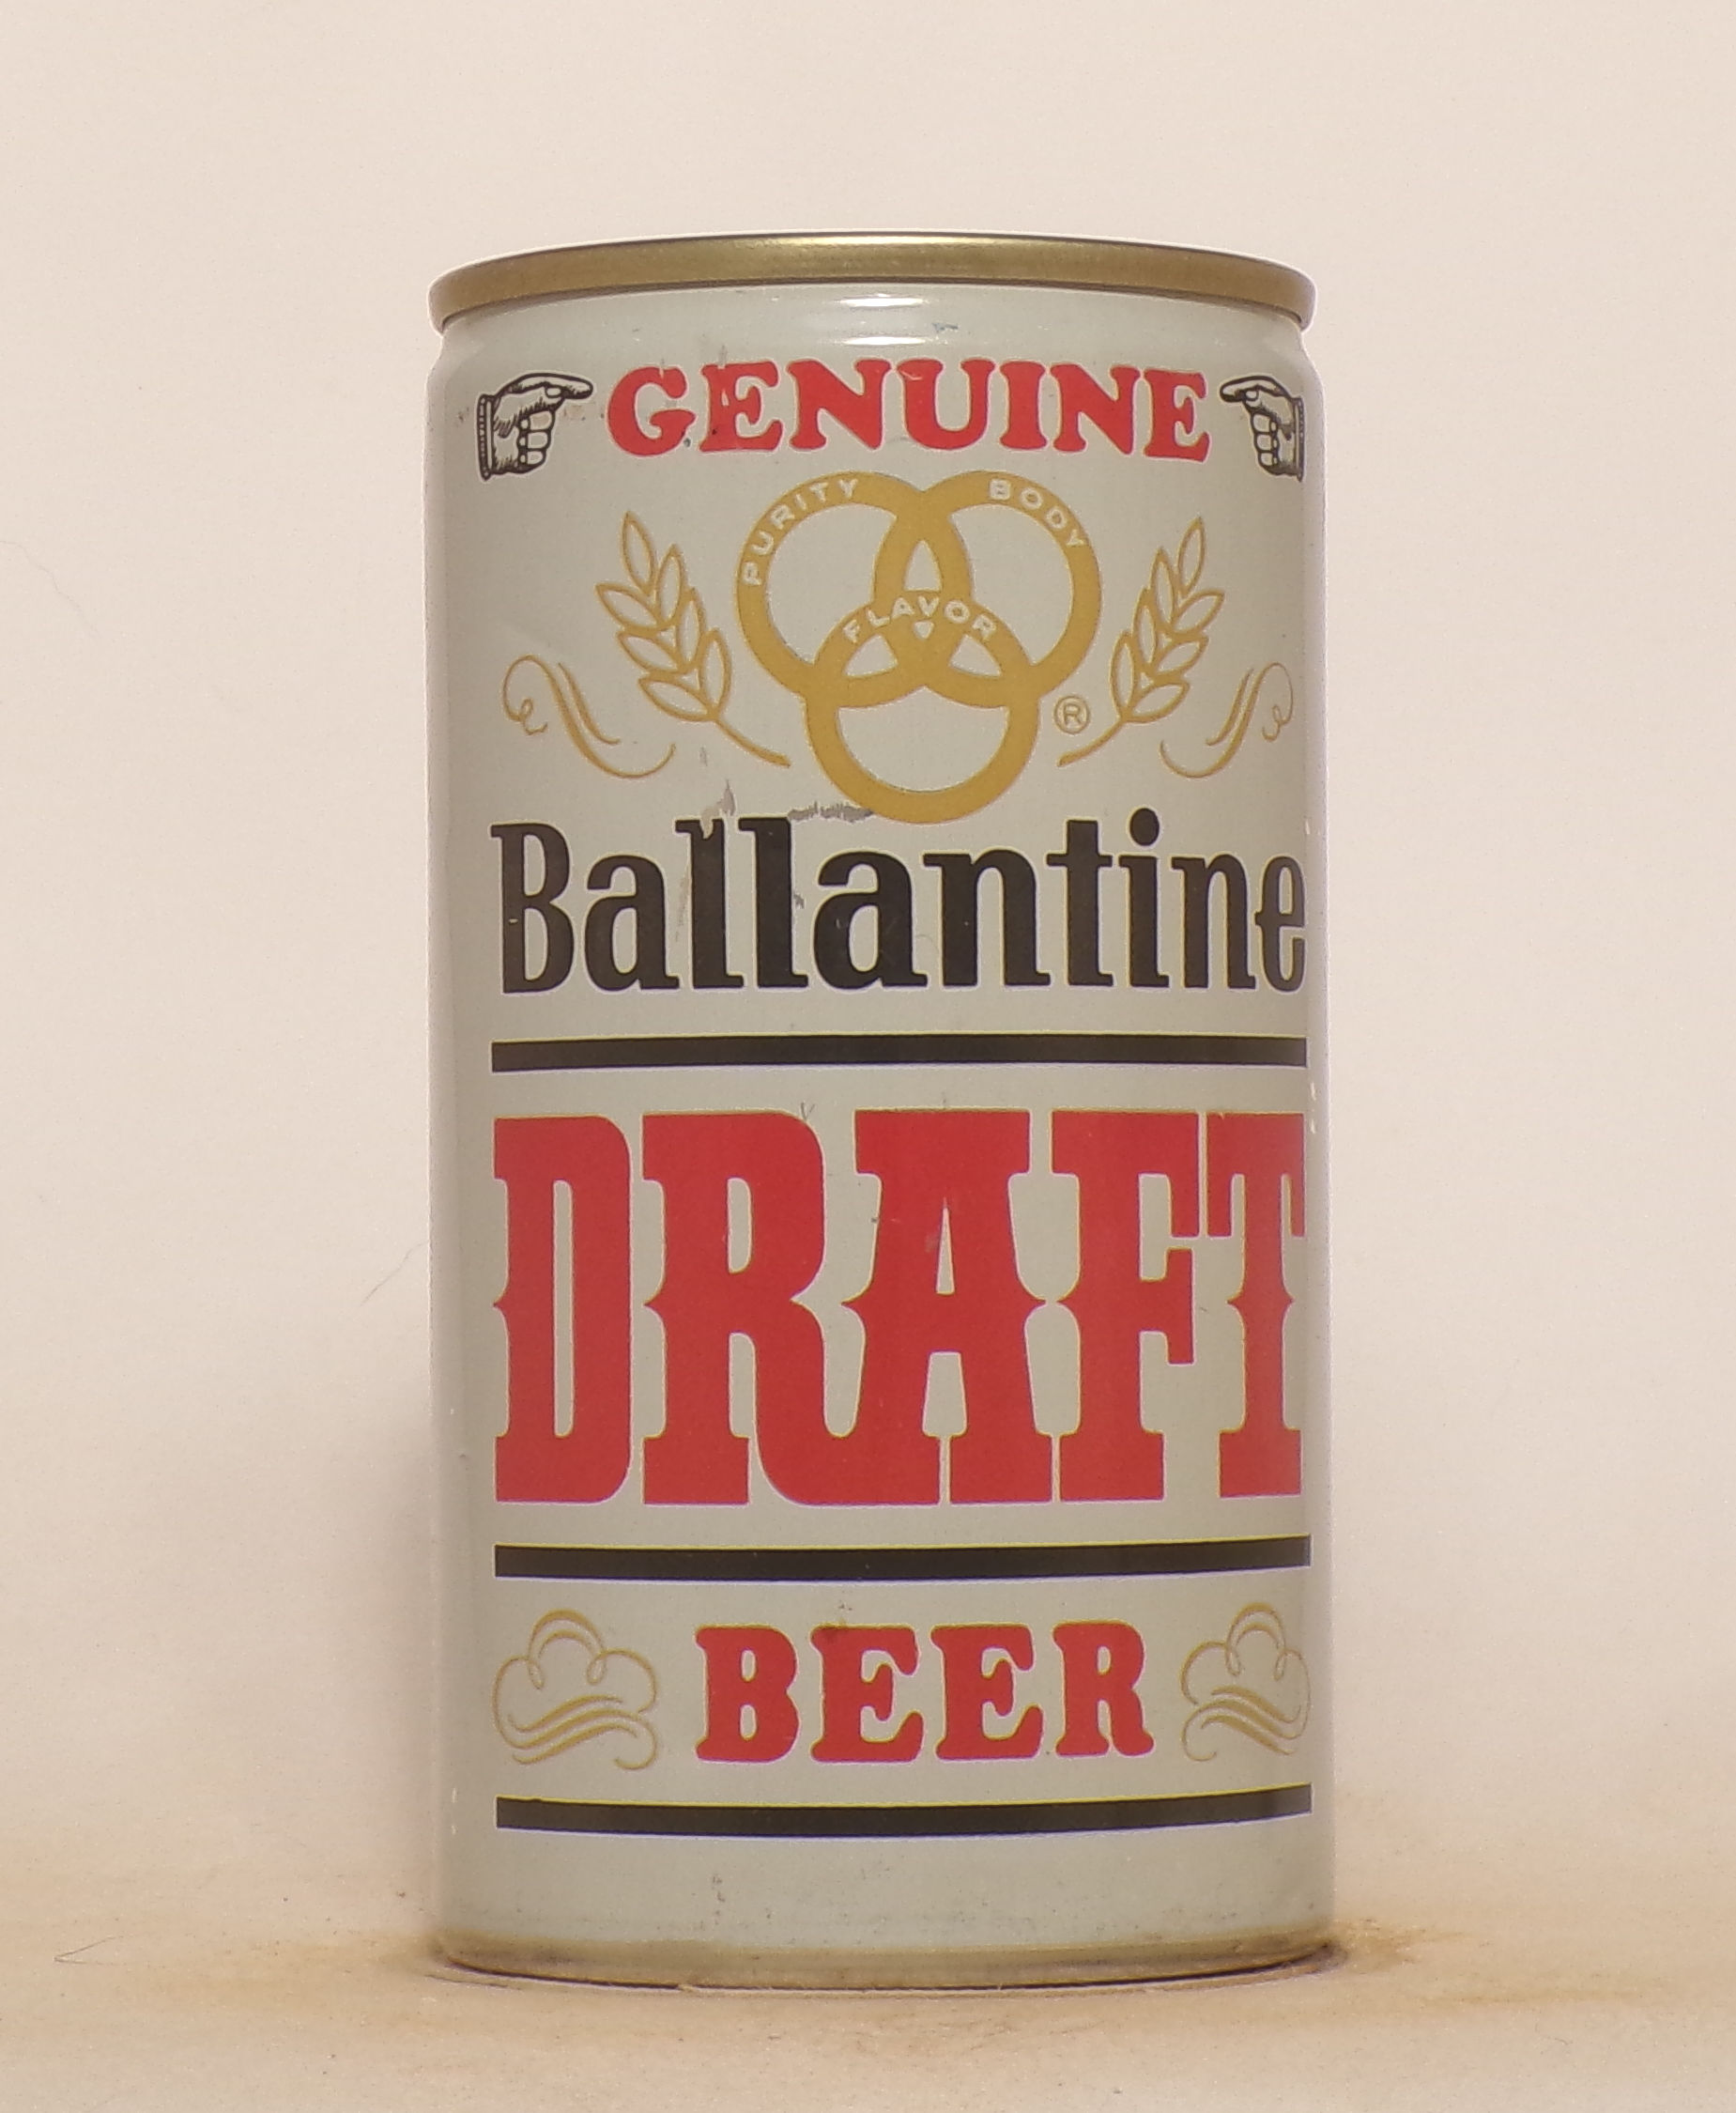 GENUINE
PURITY BODY
FLAVOR
®
Ballantine
DRAFT
BEER